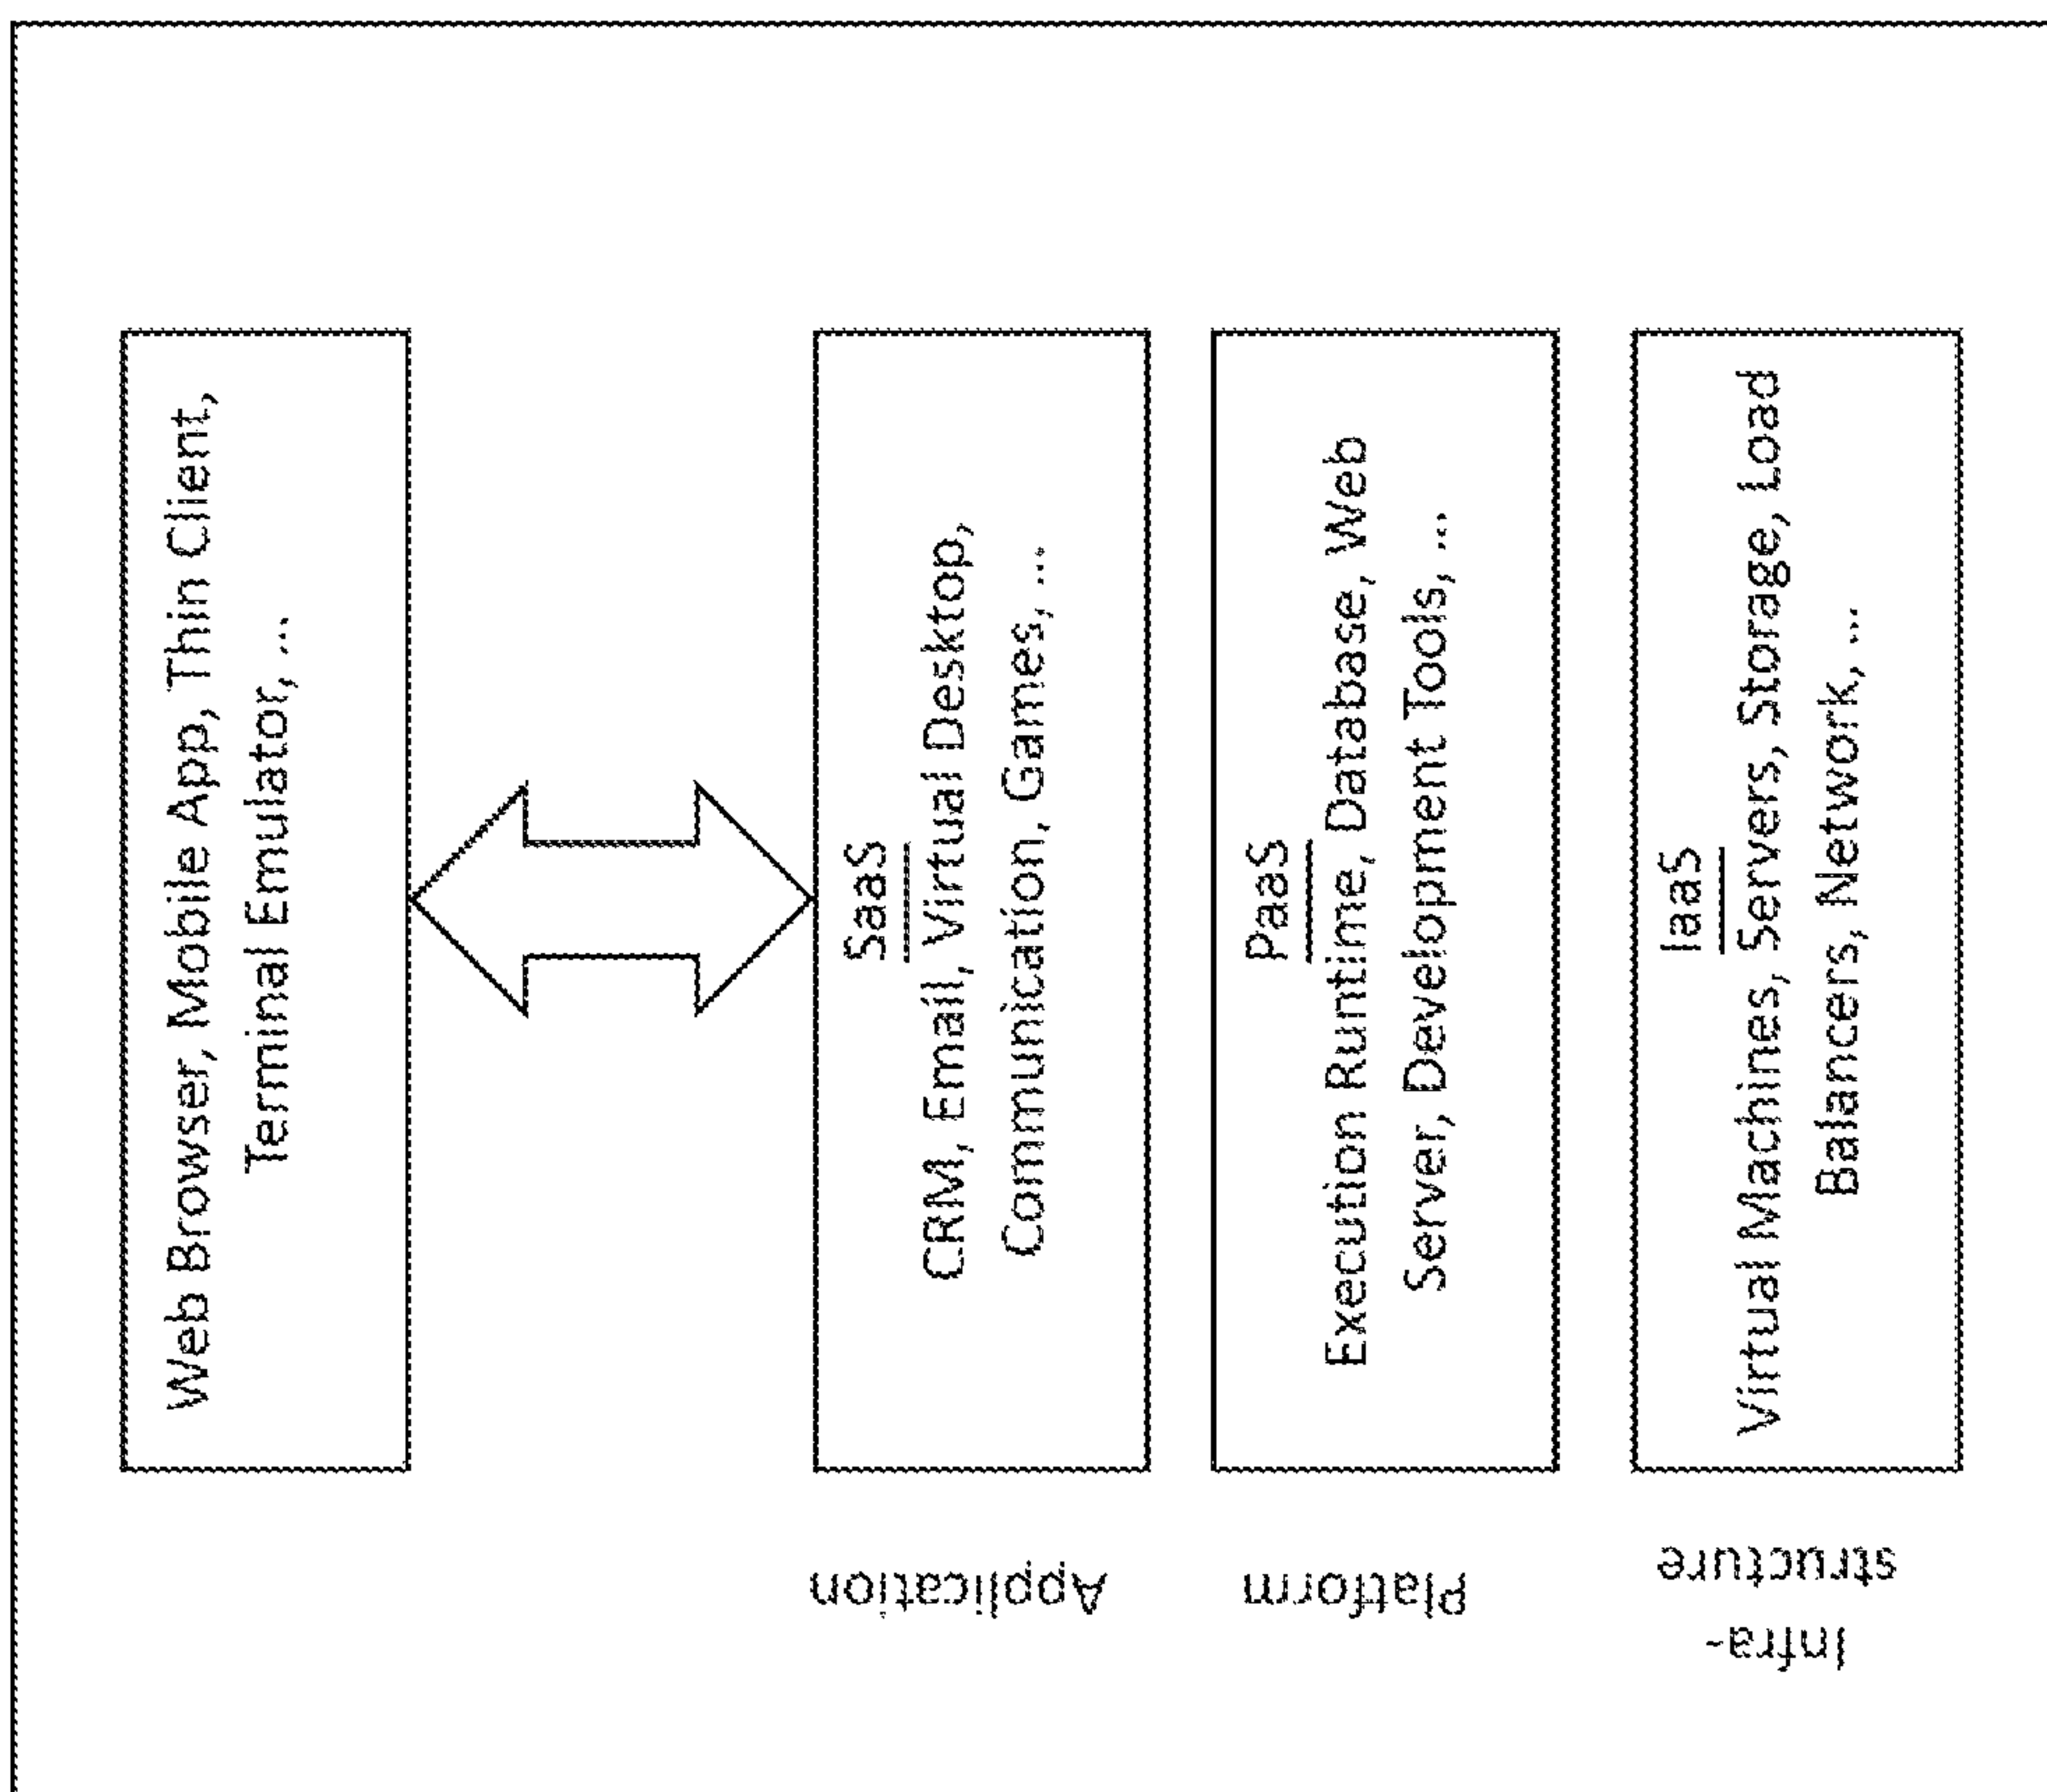 Web Browser, Mobile App, Thin Client,
Terminal Emulator, ...
Application
SaaS
CRM, Email, Virtual Desktop,
Communication, Games, ...
Platform
PaaS
Execution Runtime, Database, Web
Server, Development Tools, ...
Infra-
structure
IaaS
Virtual Machines, Servers, Storage, Load
Balancers, Network, ...